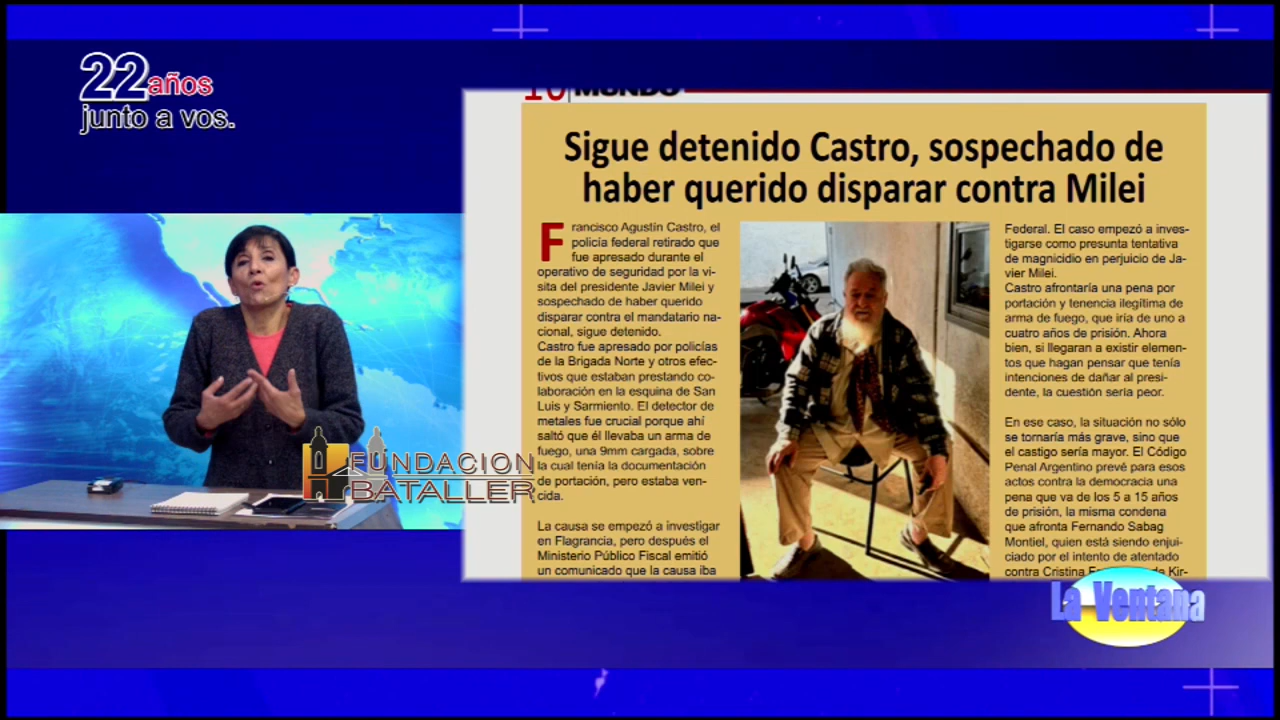 22 años
junto a vos.
10 MUNDO
Sigue detenido Castro, sospechado de
haber querido disparar contra Milei
Francisco Agustín Castro, el
policía federal retirado que
fue apresado durante el
operativo de seguridad por la vi-
sita del presidente Javier Milei y
sospechado de haber querido
disparar contra el mandatario na-
cional, sigue detenido.
Castro fue apresado por policías
de la Brigada Norte y otros efec-
tivos que estaban prestando co-
laboración en la esquina de San
Luis y Sarmiento. El detector de
metales fue crucial porque ahí
saltó que él llevaba un arma de
fuego, una 9mm cargada, sobre
la cual tenía la documentación
de portación, pero estaba ven-
cida.
La causa se empezó a investigar
en Flagrancia, pero después el
Ministerio Público Fiscal emitió
un comunicado que la causa iba
Federal. El caso empezó a inves-
tigarse como presunta tentativa
de magnicidio en perjuicio de Ja-
vier Milei.
Castro afrontaría una pena por
portación y tenencia ilegítima de
arma de fuego, que iría de uno a
cuatro años de prisión. Ahora
bien, si llegaran a existir elemen-
tos que hagan pensar que tenía
intenciones de dañar al presi-
dente, la cuestión sería peor.
En ese caso, la situación no sólo
se tornaría más grave, sino que
el castigo sería mayor. El Código
Penal Argentino prevé para esos
actos contra la democracia una
pena que va de los 5 a 15 años
de prisión, la misma condena
que afronta Fernando Sabag
Montiel, quien está siendo enjui-
ciado por el intento de atentado
contra Cristina de Kir-
FUNDACION
BATALLER
La Ventana